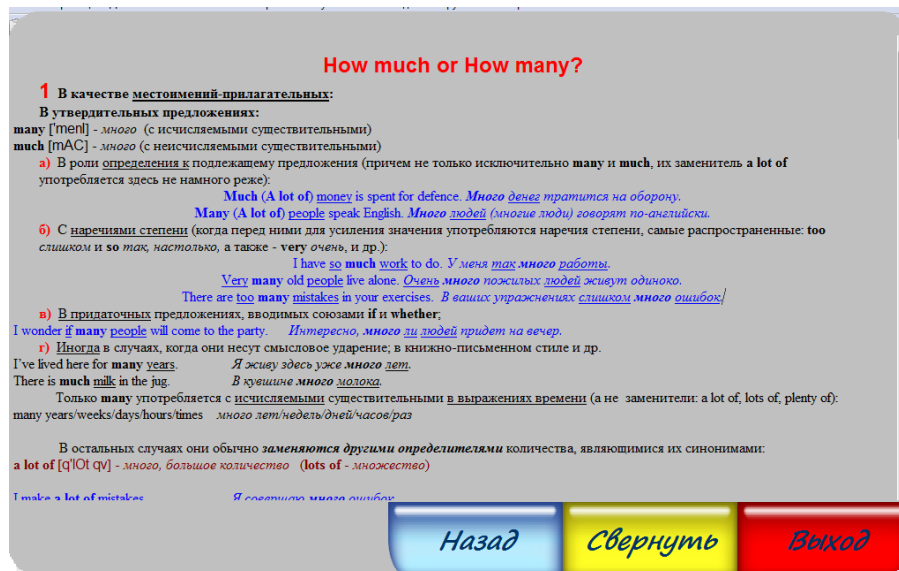 How much or How many?
1 В качестве местоимений-прилагательных:
В утвердительных предложениях:
many ['menI] - много (с исчисляемыми существительными)
much [mAC] - много (с неисчисляемыми существительными)
а) В роли определения к подлежащему предложения (причем не только исключительно many и much, их заменитель a lot of
употребляется здесь не намного реже):
Much (A lot of) money is spent for defence. Много денег тратится на оборону.
Many (A lot of) people speak English. Много людей (многие люди) говорят по-английски.
б) С наречиями степени (когда перед ними для усиления значения употребляются наречия степени, самые распространенные: too
слишком и so так, настолько, а также - very очень, и др.):
I have so much work to do. У меня так много работы.
Very many old people live alone. Очень много пожилых людей живут одиноко.
There are too many mistakes in your exercises. В ваших упражнениях слишком много ошибок./
в) В придаточных предложениях, вводимых союзами if и whether;
I wonder if many people will come to the party. Интересно, много ли людей придет на вечер.
г) Иногда в случаях, когда они несут смысловое ударение; в книжно-письменном стиле и др.
I've lived here for many years. Я живу здесь уже много лет.
There is much milk in the jug. В кувшине много молока.
Только many употребляется с исчисляемыми существительными в выражениях времени (а не заменители: a lot of, lots of, plenty of):
many years/weeks/days/hours/times много лет/недель/дней/часов/раз
В остальных случаях они обычно заменяются другими определителями количества, являющимися их синонимами:
a lot of [q'lOt qv] - много, большое количество (lots of - множество)
I make a lot of mistakes. Я совершаю много ошибок.
Назад Свернуть Выход